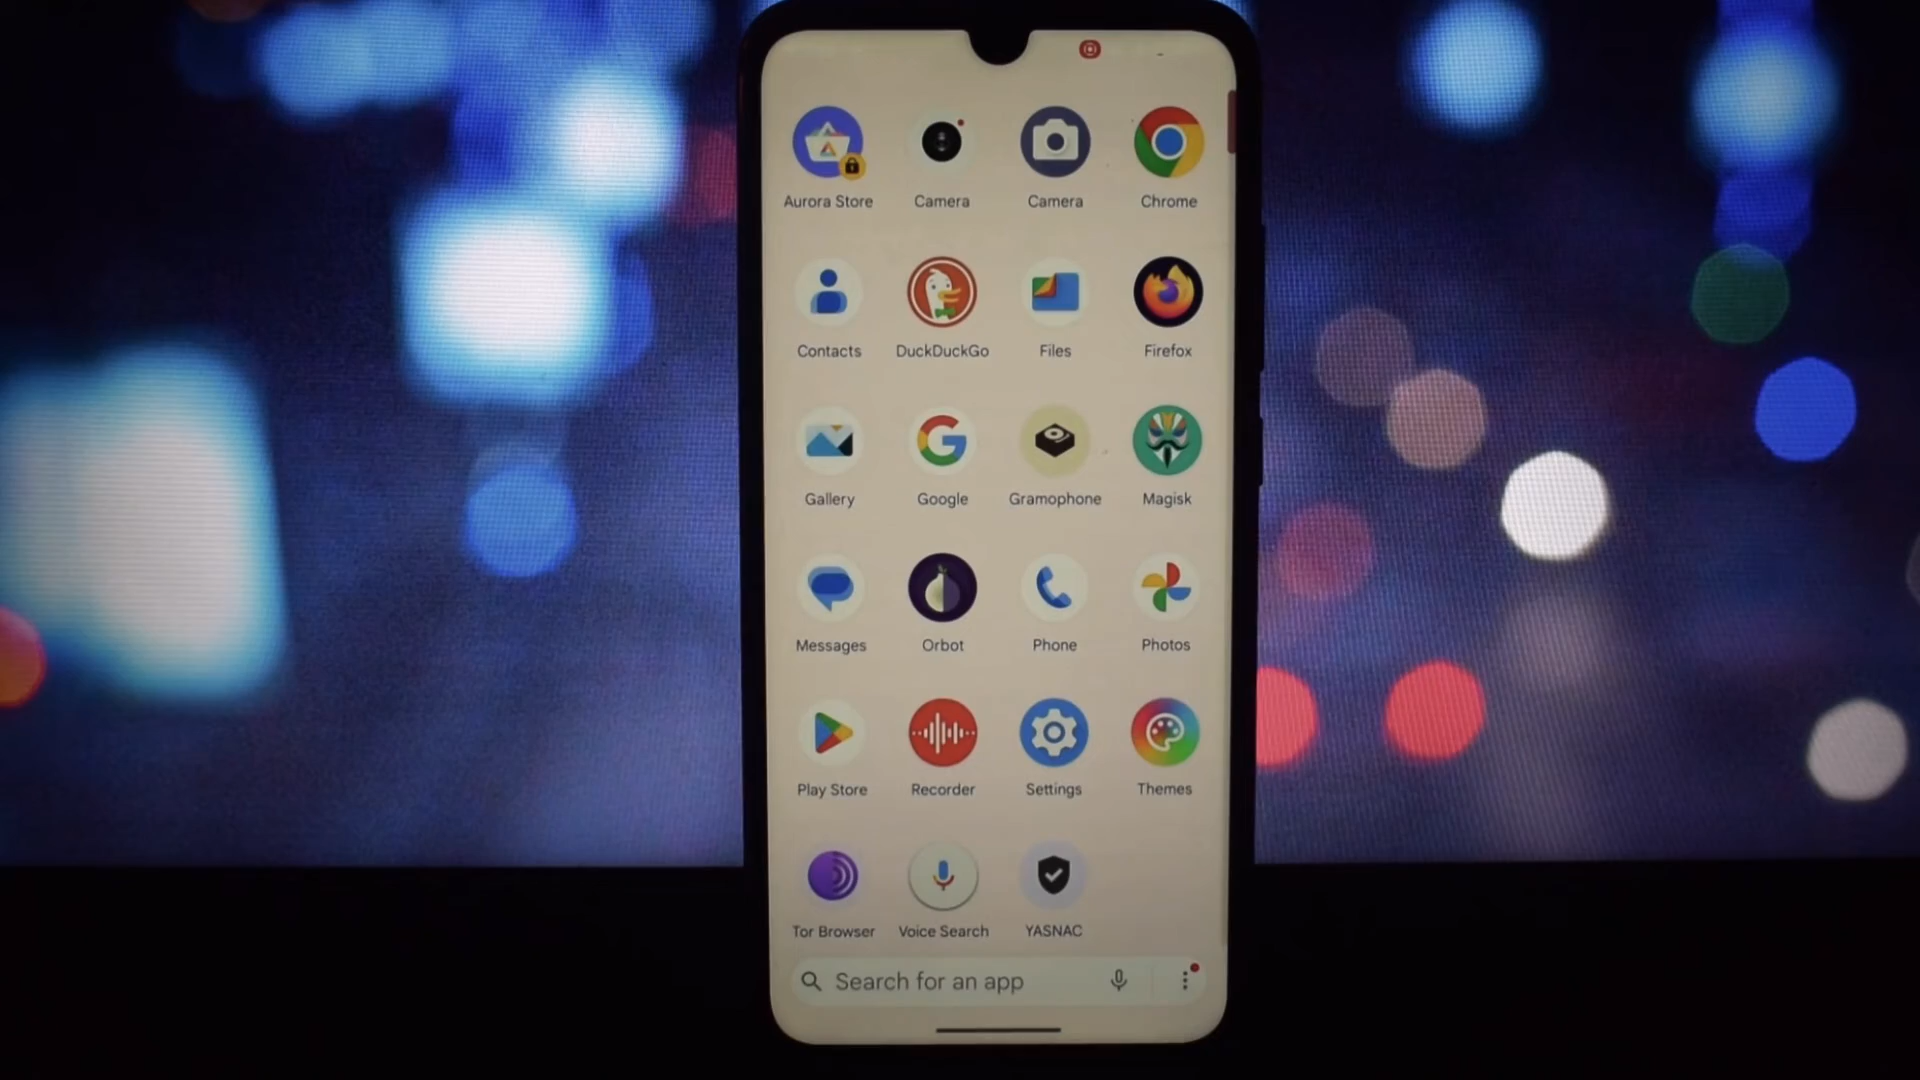 Aurora Store Camera Camera Chrome
Contacts DuckDuckGo Files Firefox
Gallery Google Gramophone Magisk
Messages Orbot Phone Photos
Play Store Recorder Settings Themes
Tor Browser Voice Search YASNAC
Search for an app